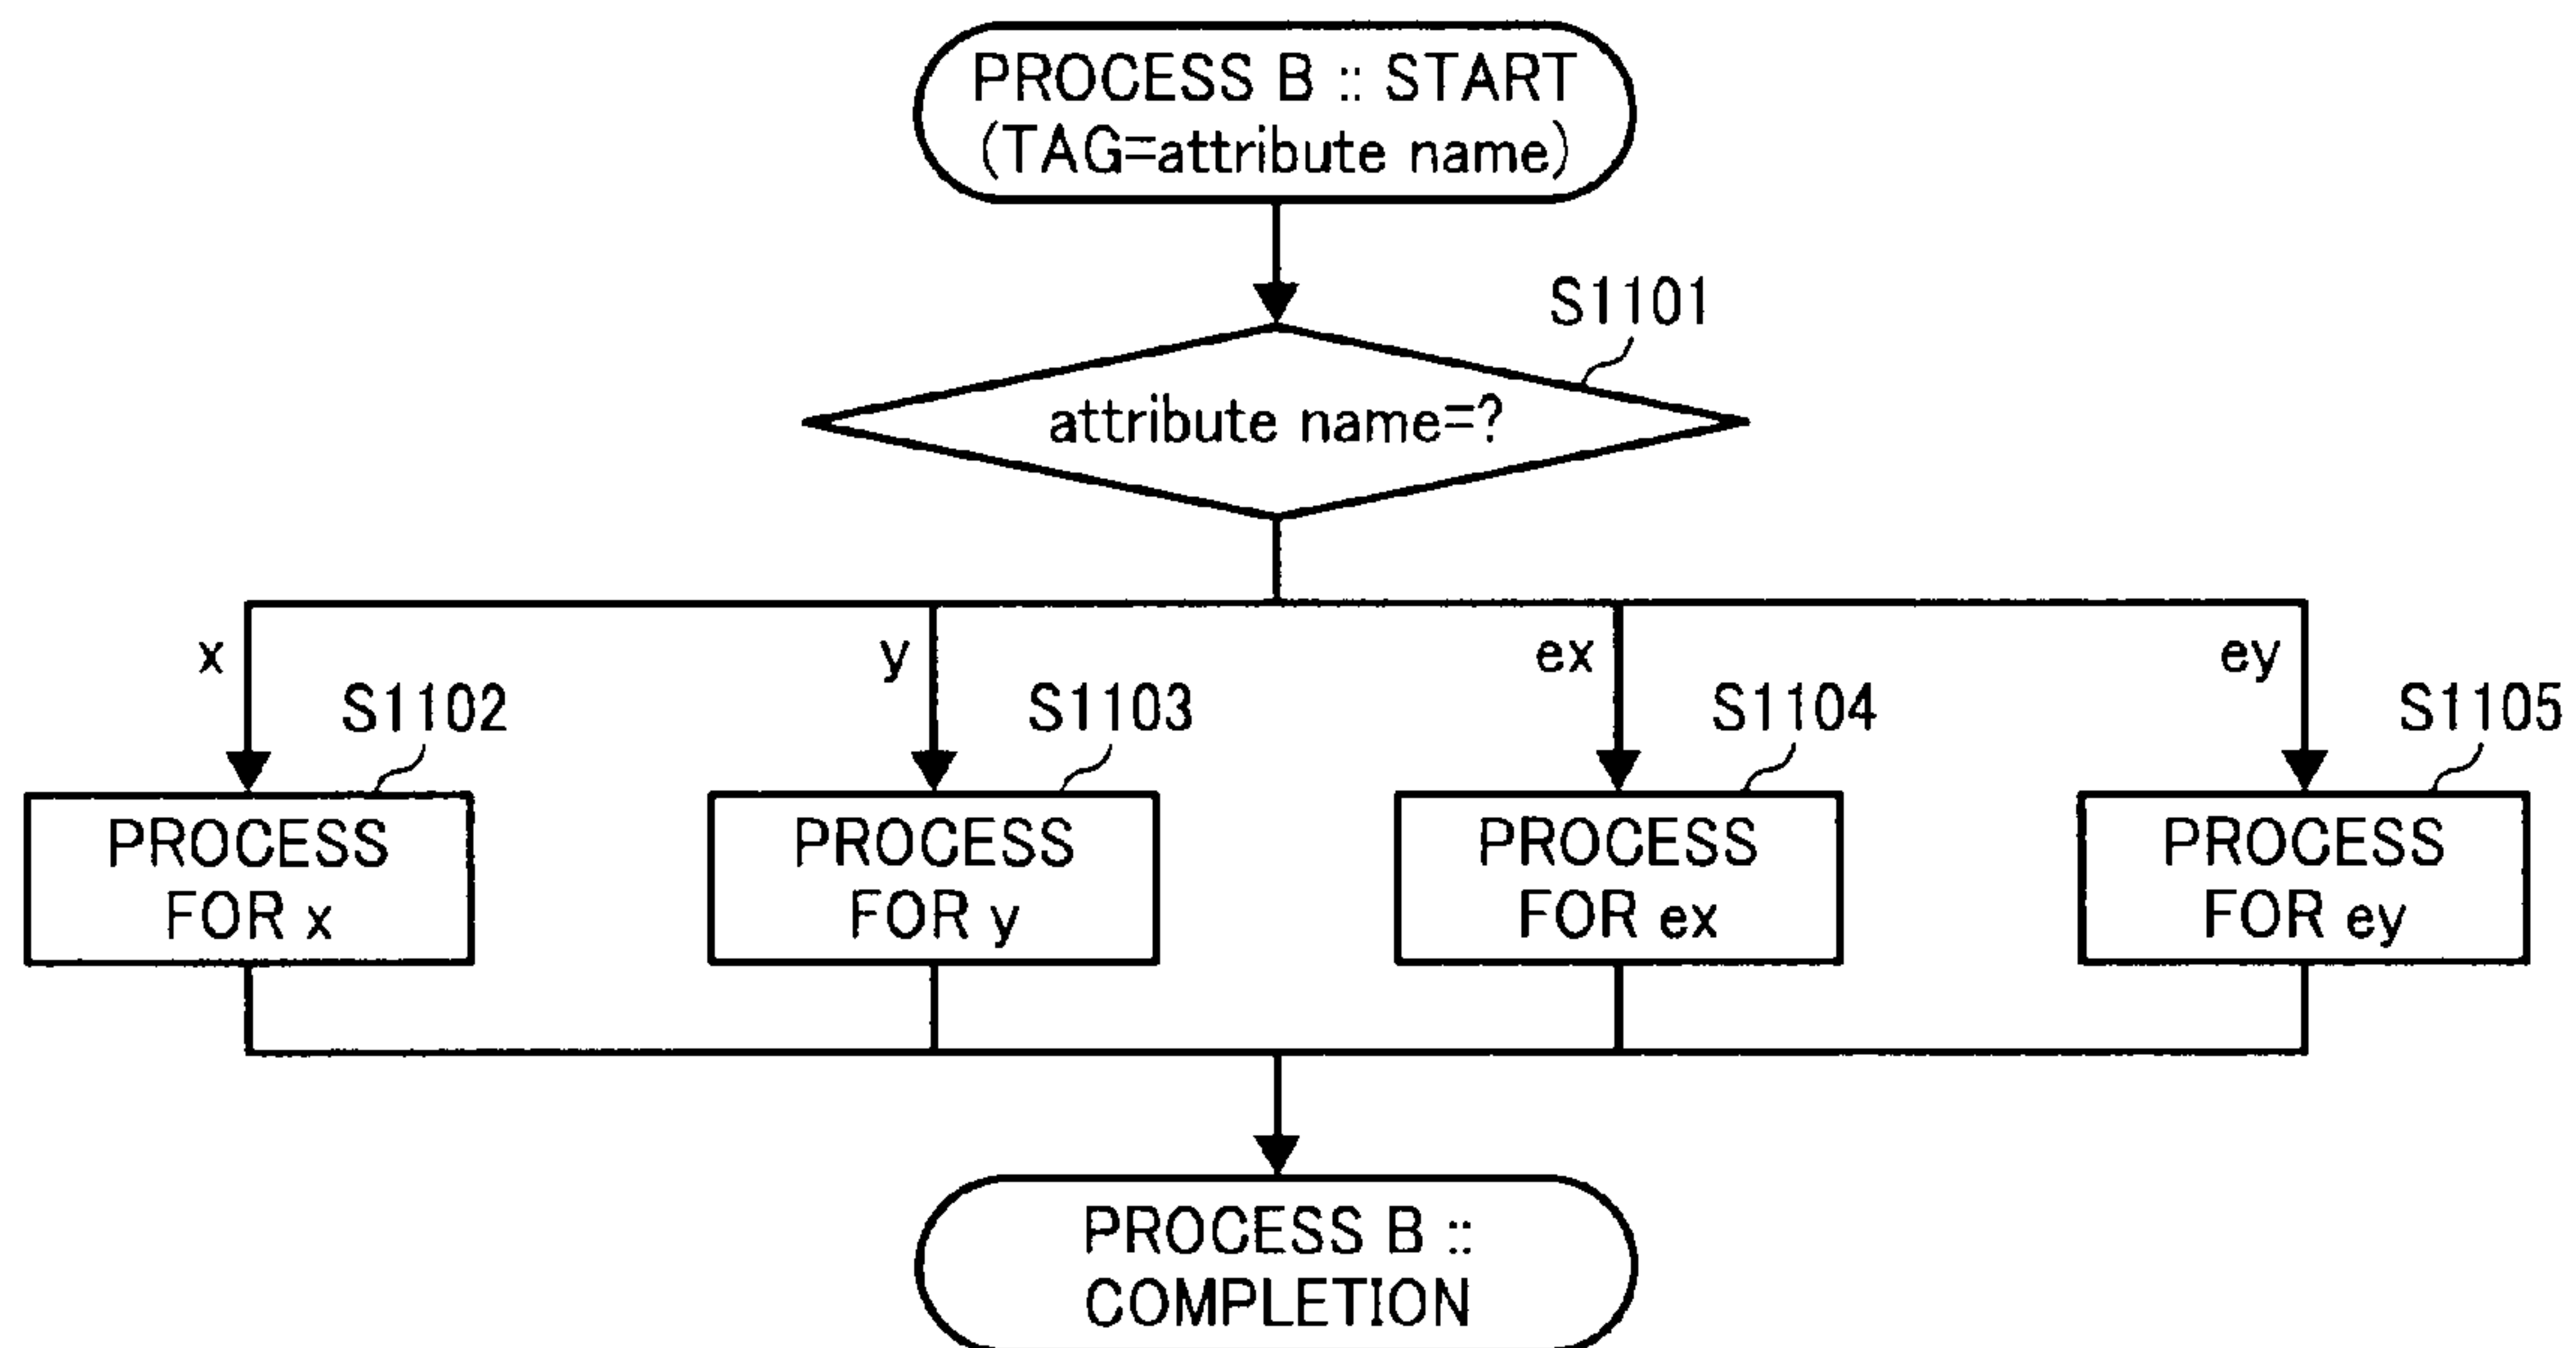 PROCESS B :: START
(TAG=attribute name)
S1101
attribute name=?
x
y
ex
ey
S1102
S1103
S1104
S1105
PROCESS
FOR x
PROCESS
FOR y
PROCESS
FOR ex
PROCESS
FOR ey
PROCESS B ::
COMPLETION